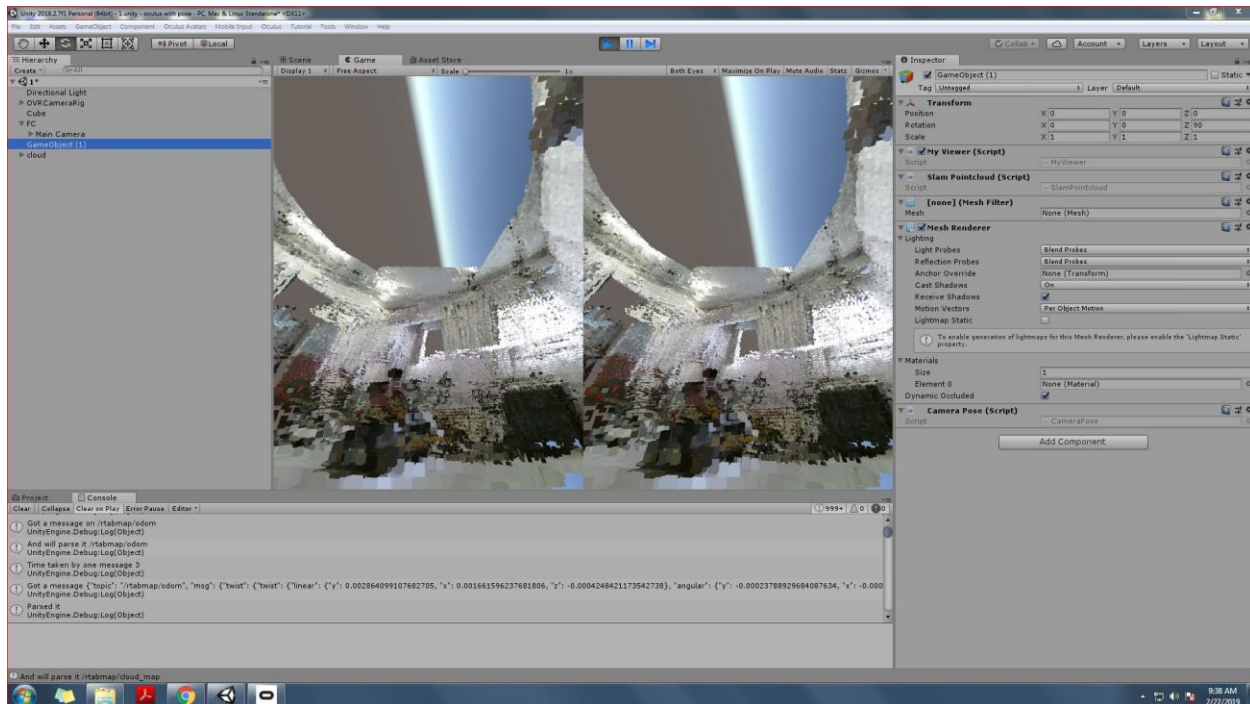 Unity 2018.2.7f1 Personal (64bit) - 1.unity - oculus with pose - PC, Mac & Linux Standalone* <DX11>
File Edit Assets GameObject Component Oculus Avatars Mobile Input Oculus Tutorial Tools Window Help
Pivot Local Collab Account Layers Layout
Hierarchy
Create All
1*
Directional Light
OVRCameraRig
Cube
FC
Main Camera
GameObject (1)
cloud
Scene Game Asset Store
Display 1 Free Aspect Scale 1x Both Eyes Maximize On Play Mute Audio Stats Gizmos
Inspector
GameObject (1) Static
Tag Untagged Layer Default
Transform
Position X 0 Y 0 Z 0
Rotation X 0 Y 0 Z 90
Scale X 1 Y 1 Z 1
My Viewer (Script)
Script MyViewer
Slam Pointcloud (Script)
Script SlamPointcloud
[none] (Mesh Filter)
Mesh None (Mesh)
Mesh Renderer
Lighting
Light Probes Blend Probes
Reflection Probes Blend Probes
Anchor Override None (Transform)
Cast Shadows On
Receive Shadows
Motion Vectors Per Object Motion
Lightmap Static
To enable generation of lightmaps for this Mesh Renderer, please enable the 'Lightmap Static'
property.
Materials
Size 1
Element 0 None (Material)
Dynamic Occluded
Camera Pose (Script)
Script CameraPose
Add Component
Project Console
Clear Collapse Clear on Play Error Pause Editor 999+ 0 0
Got a message on /rtabmap/odom
UnityEngine.Debug:Log(Object)
And will parse it /rtabmap/odom
UnityEngine.Debug:Log(Object)
Time taken by one message 3
UnityEngine.Debug:Log(Object)
Got a message {"topic": "/rtabmap/odom", "msg": {"twist": {"twist": {"linear": {"y": 0.002864099107682705, "x": 0.001661596237681806, "z": -0.0004248421173542738}, "angular": {"y": -0.00023788929684087634, "x": -0.000
UnityEngine.Debug:Log(Object)
Parsed it
UnityEngine.Debug:Log(Object)
And will parse it /rtabmap/cloud_map
9:38 AM
2/27/2019